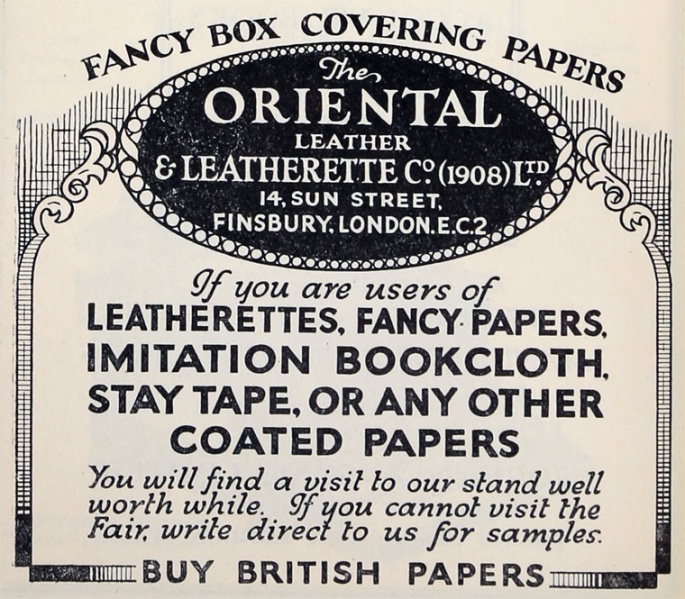 FANCY BOX COVERING PAPERS
The
ORIENTAL
LEATHER
& LEATHERETTE Cº. (1908) LTD.
14, SUN STREET,
FINSBURY, LONDON. E.C.2
If you are users of
LEATHERETTES, FANCY PAPERS,
IMITATION BOOKCLOTH,
STAY TAPE, OR ANY OTHER
COATED PAPERS
You will find a visit to our stand well
worth while. If you cannot visit the
Fair, write direct to us for samples.
BUY BRITISH PAPERS